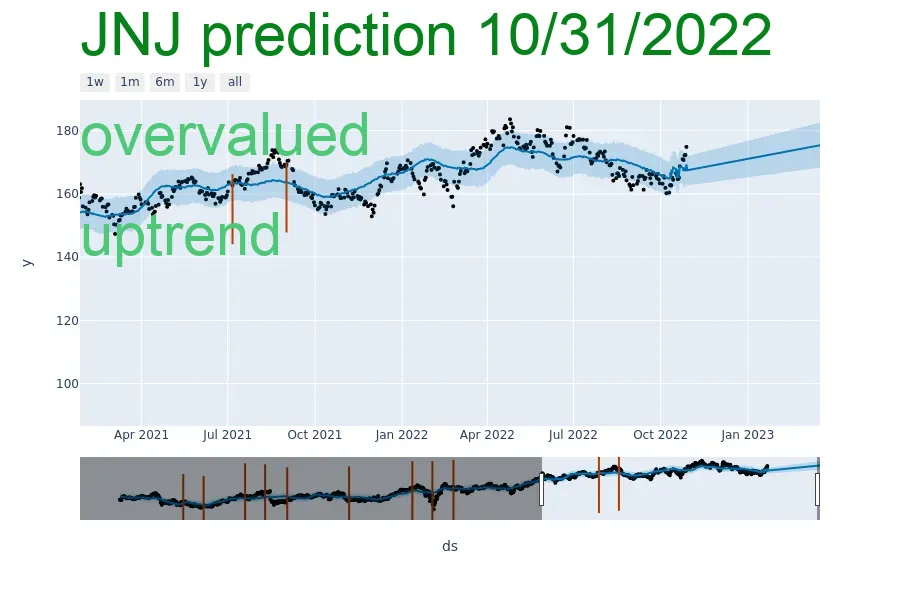 JNJ prediction 10/31/2022
1w 1m 6m 1y all
180
overvalued
160
uptrend
140
y
120
100
Apr 2021 Jul 2021 Oct 2021 Jan 2022 Apr 2022 Jul 2022 Oct 2022 Jan 2023
ds